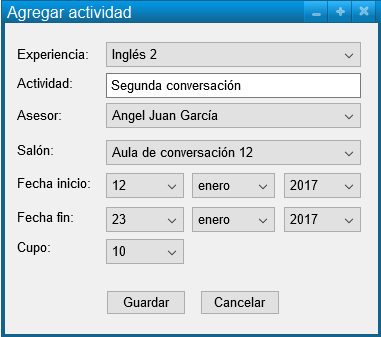 Agregar actividad
Experiencia: Inglés 2
Actividad: Segunda conversación
Asesor: Angel Juan García
Salón: Aula de conversación 12
Fecha inicio: 12 enero 2017
Fecha fin: 23 enero 2017
Cupo: 10
Guardar Cancelar